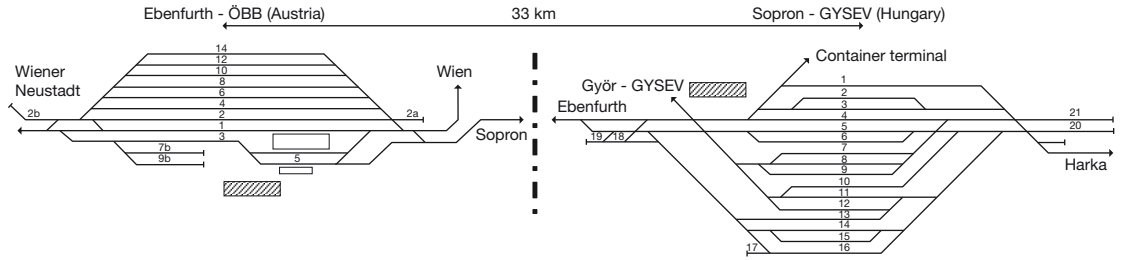 Ebenfurth - ÖBB (Austria) 33 km Sopron - GYSEV (Hungary)
14
12
10
8
6
4
2
1
3
5
7b
9b
2b
2a
Wiener
Neustadt
Wien
Sopron
Container terminal
Györ - GYSEV
Ebenfurth
Harka
1
2
3
4
5
6
7
8
9
10
11
12
13
14
15
16
17
18
19
20
21